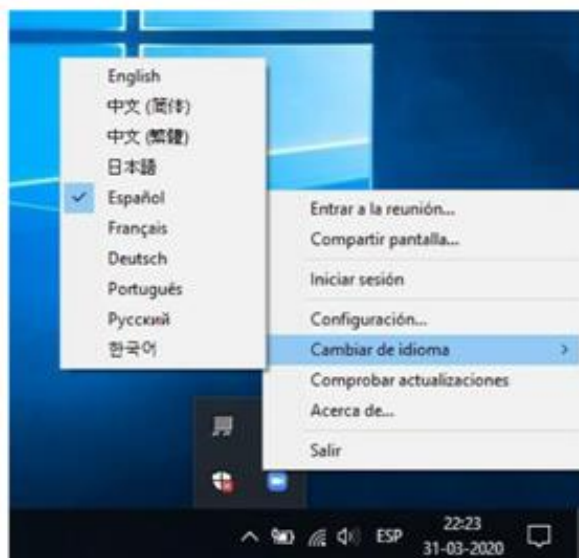 English
中文 (简体)
中文 (繁體)
日本語
Español
Français
Deutsch
Português
Русский
한국어
Entrar a la reunión...
Compartir pantalla...
Iniciar sesión
Configuración...
Cambiar de idioma
Comprobar actualizaciones
Acerca de...
Salir
ESP
22:23
31-03-2020